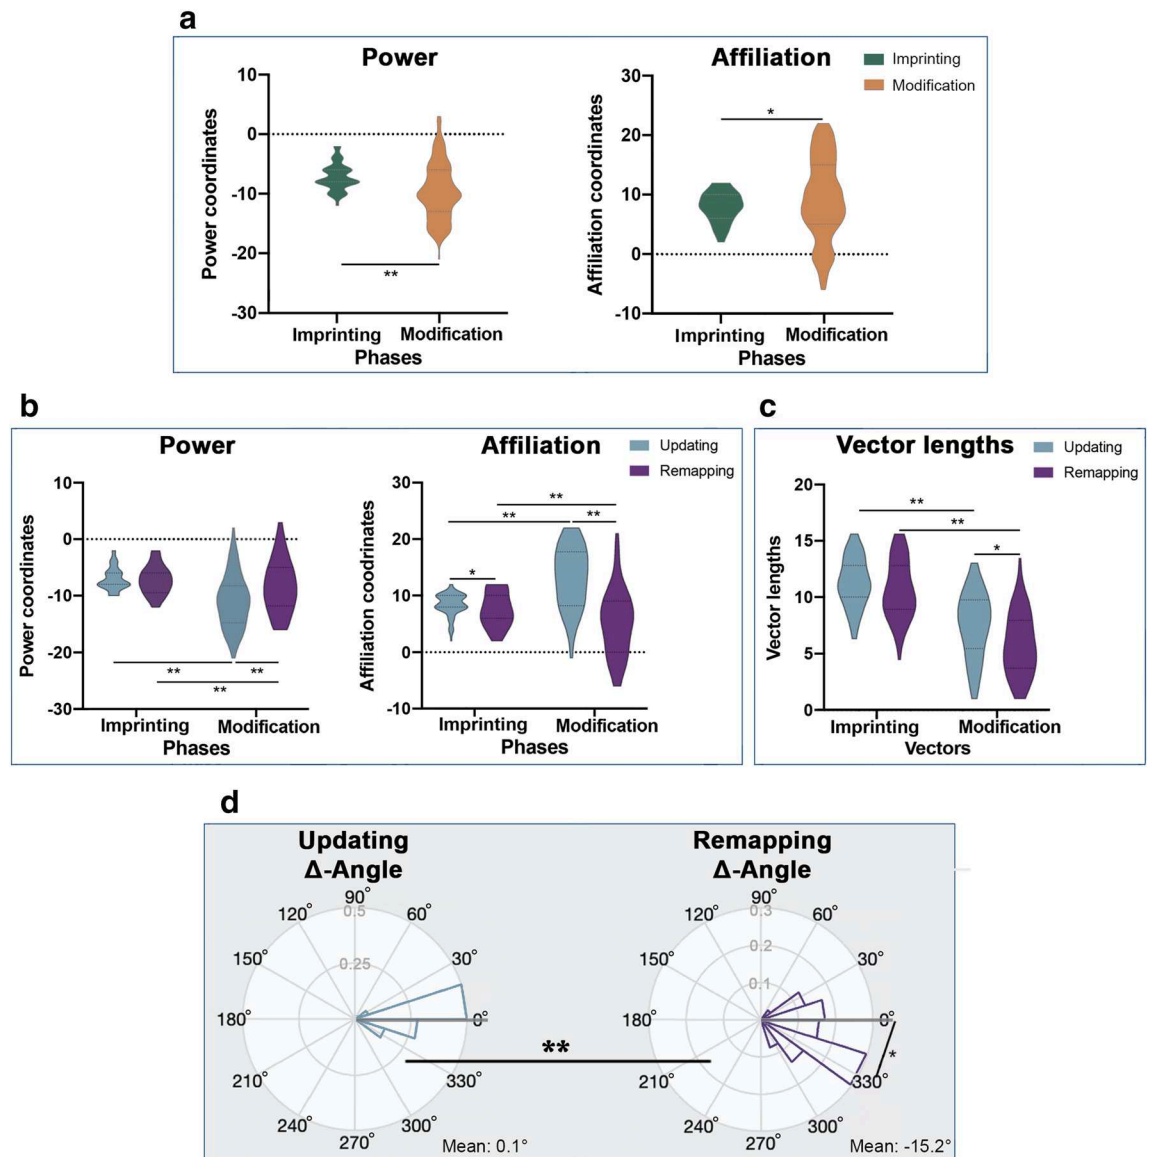 a
Power
Affiliation
Imprinting
Modification
Power coordinates
10
0
-10
-20
-30
**
Imprinting
Modification
Phases
Affiliation coordinates
30
20
10
0
-10
*
Imprinting
Modification
Phases
b
Power
Affiliation
Updating
Remapping
Power coordinates
10
0
-10
-20
-30
**
**
**
Imprinting
Modification
Phases
Affiliation coodrinates
30
20
10
0
-10
**
**
**
*
Imprinting
Modification
Phases
c
Vector lengths
Updating
Remapping
Vector lengths
20
15
10
5
0
**
**
*
Imprinting
Modification
Vectors
d
Updating
Δ-Angle
90°
0.5
120°
60°
0.25
150°
30°
180°
0°
210°
330°
240°
300°
270°
Mean: 0.1°
**
Remapping
Δ-Angle
90°
0.3
120°
60°
0.2
150°
30°
0.1
180°
0°
*
210°
330°
240°
300°
270°
Mean: -15.2°